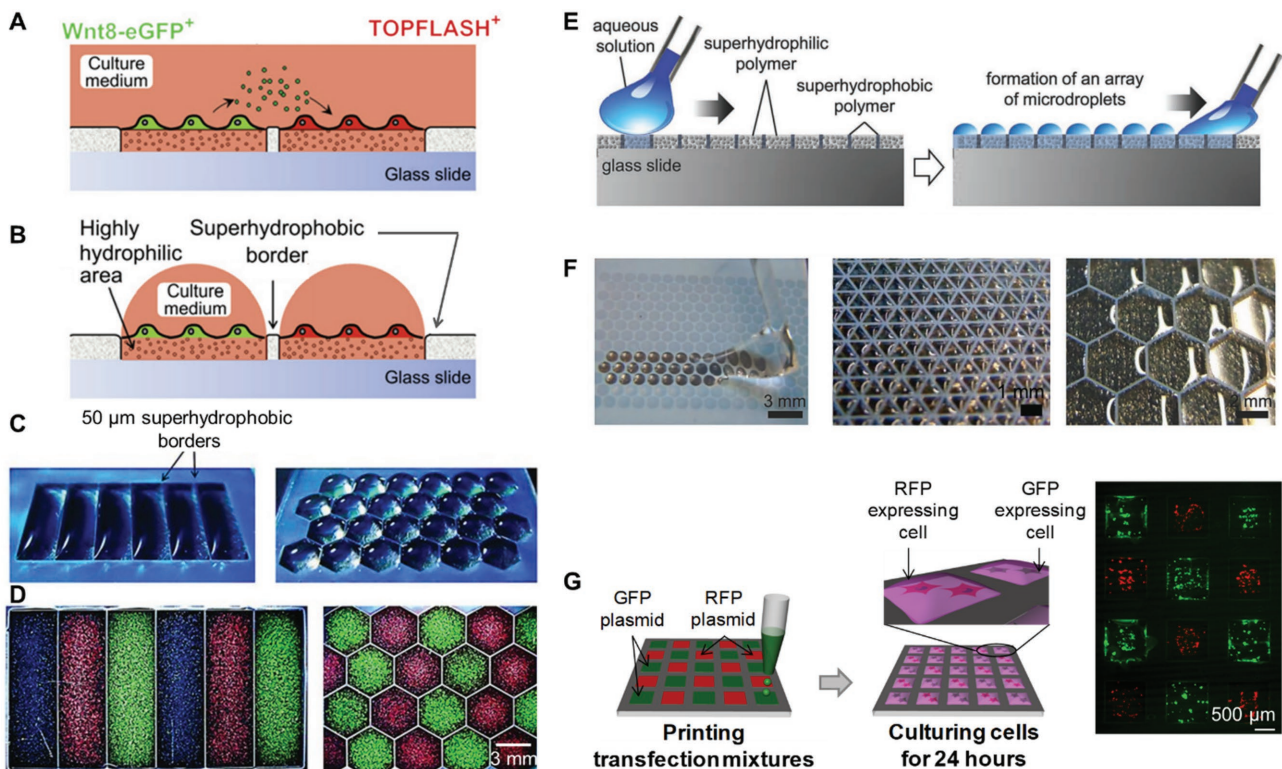 A
Wnt8-eGFP+
TOPFLASH+
Culture
medium
Glass slide
B
Highly
hydrophilic
area
Superhydrophobic
border
Culture
medium
Glass slide
C
50 µm superhydrophobic
borders
D
3 mm
E
aqueous
solution
superhydrophilic
polymer
superhydrophobic
polymer
glass slide
formation of an array
of microdroplets
F
3 mm
1 mm
2 mm
G
GFP
plasmid
RFP
plasmid
Printing
transfection mixtures
RFP
expressing
cell
GFP
expressing
cell
Culturing cells
for 24 hours
500 µm